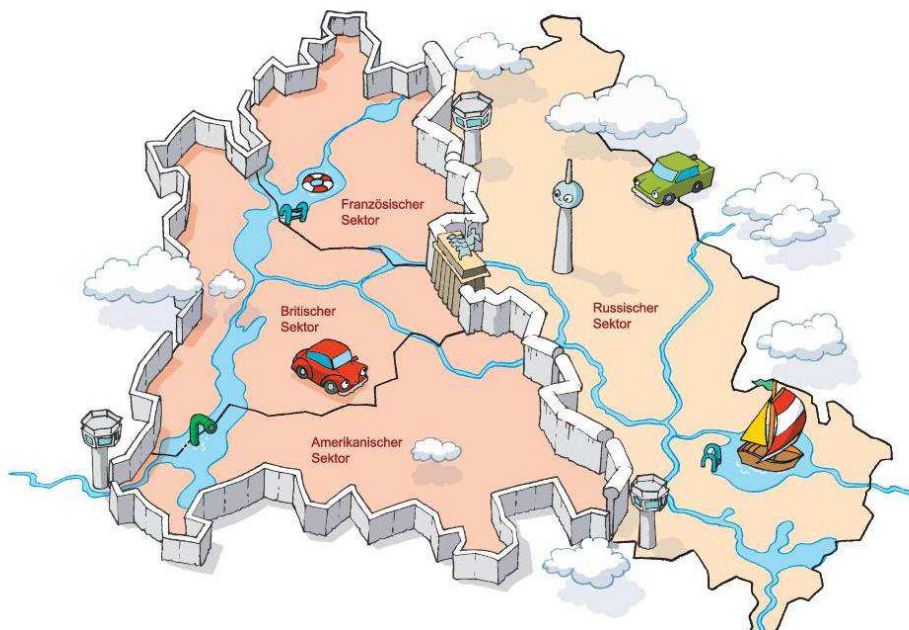 Französischer
Sektor
Britischer
Sektor
Russischer
Sektor
Amerikanischer
Sektor